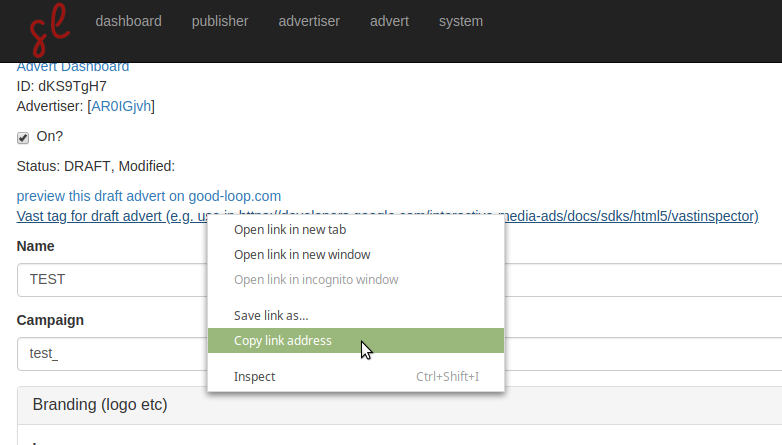 gl
dashboard publisher advertiser advert system
Advert Dashboard
ID: dKS9TgH7
Advertiser: [AR0IGjvh]
On?
Status: DRAFT, Modified:
preview this draft advert on good-loop.com
Vast tag for draft advert (e.g. use in https://developers.google.com/interactive-media-ads/docs/sdks/html5/vastinspector)
Open link in new tab
Name
Open link in new window
TEST
Open link in incognito window
Save link as...
Campaign
Copy link address
test_
Inspect Ctrl+Shift+I
Branding (logo etc)